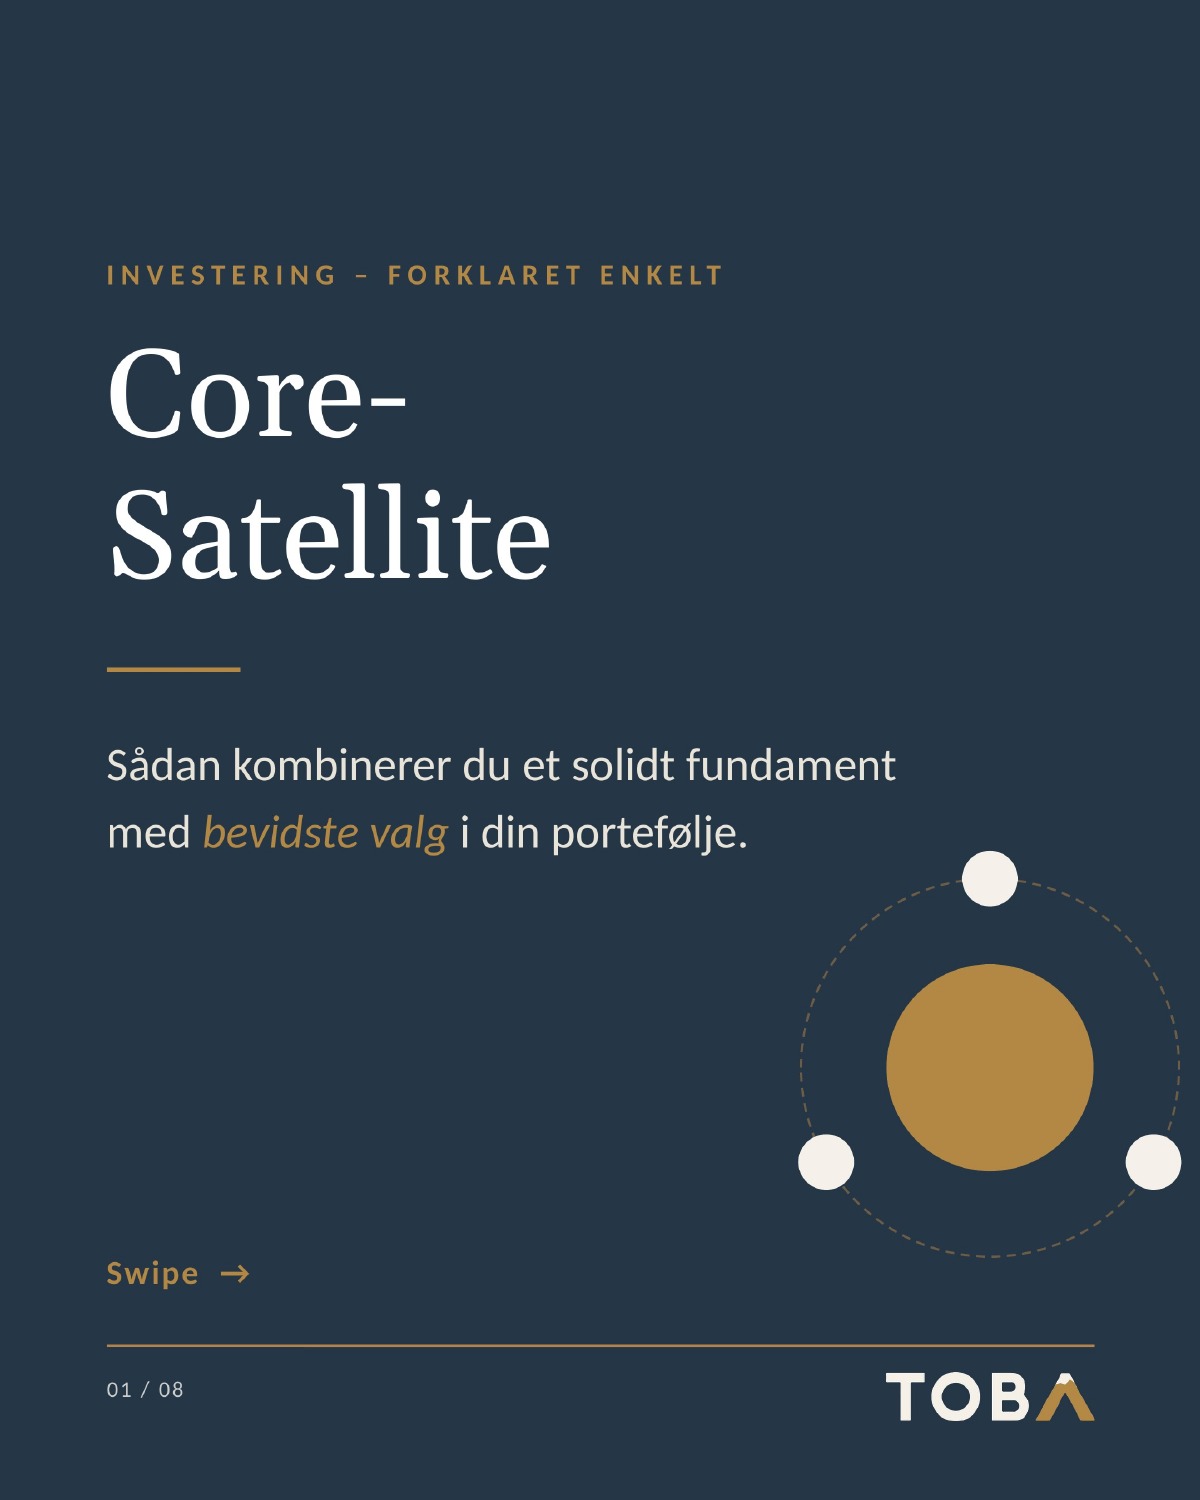 INVESTERING – FORKLARET ENKELT
Core-
Satellite
Sådan kombinerer du et solidt fundament
med bevidste valg i din portefølje.
Swipe →
01 / 08
TOBA